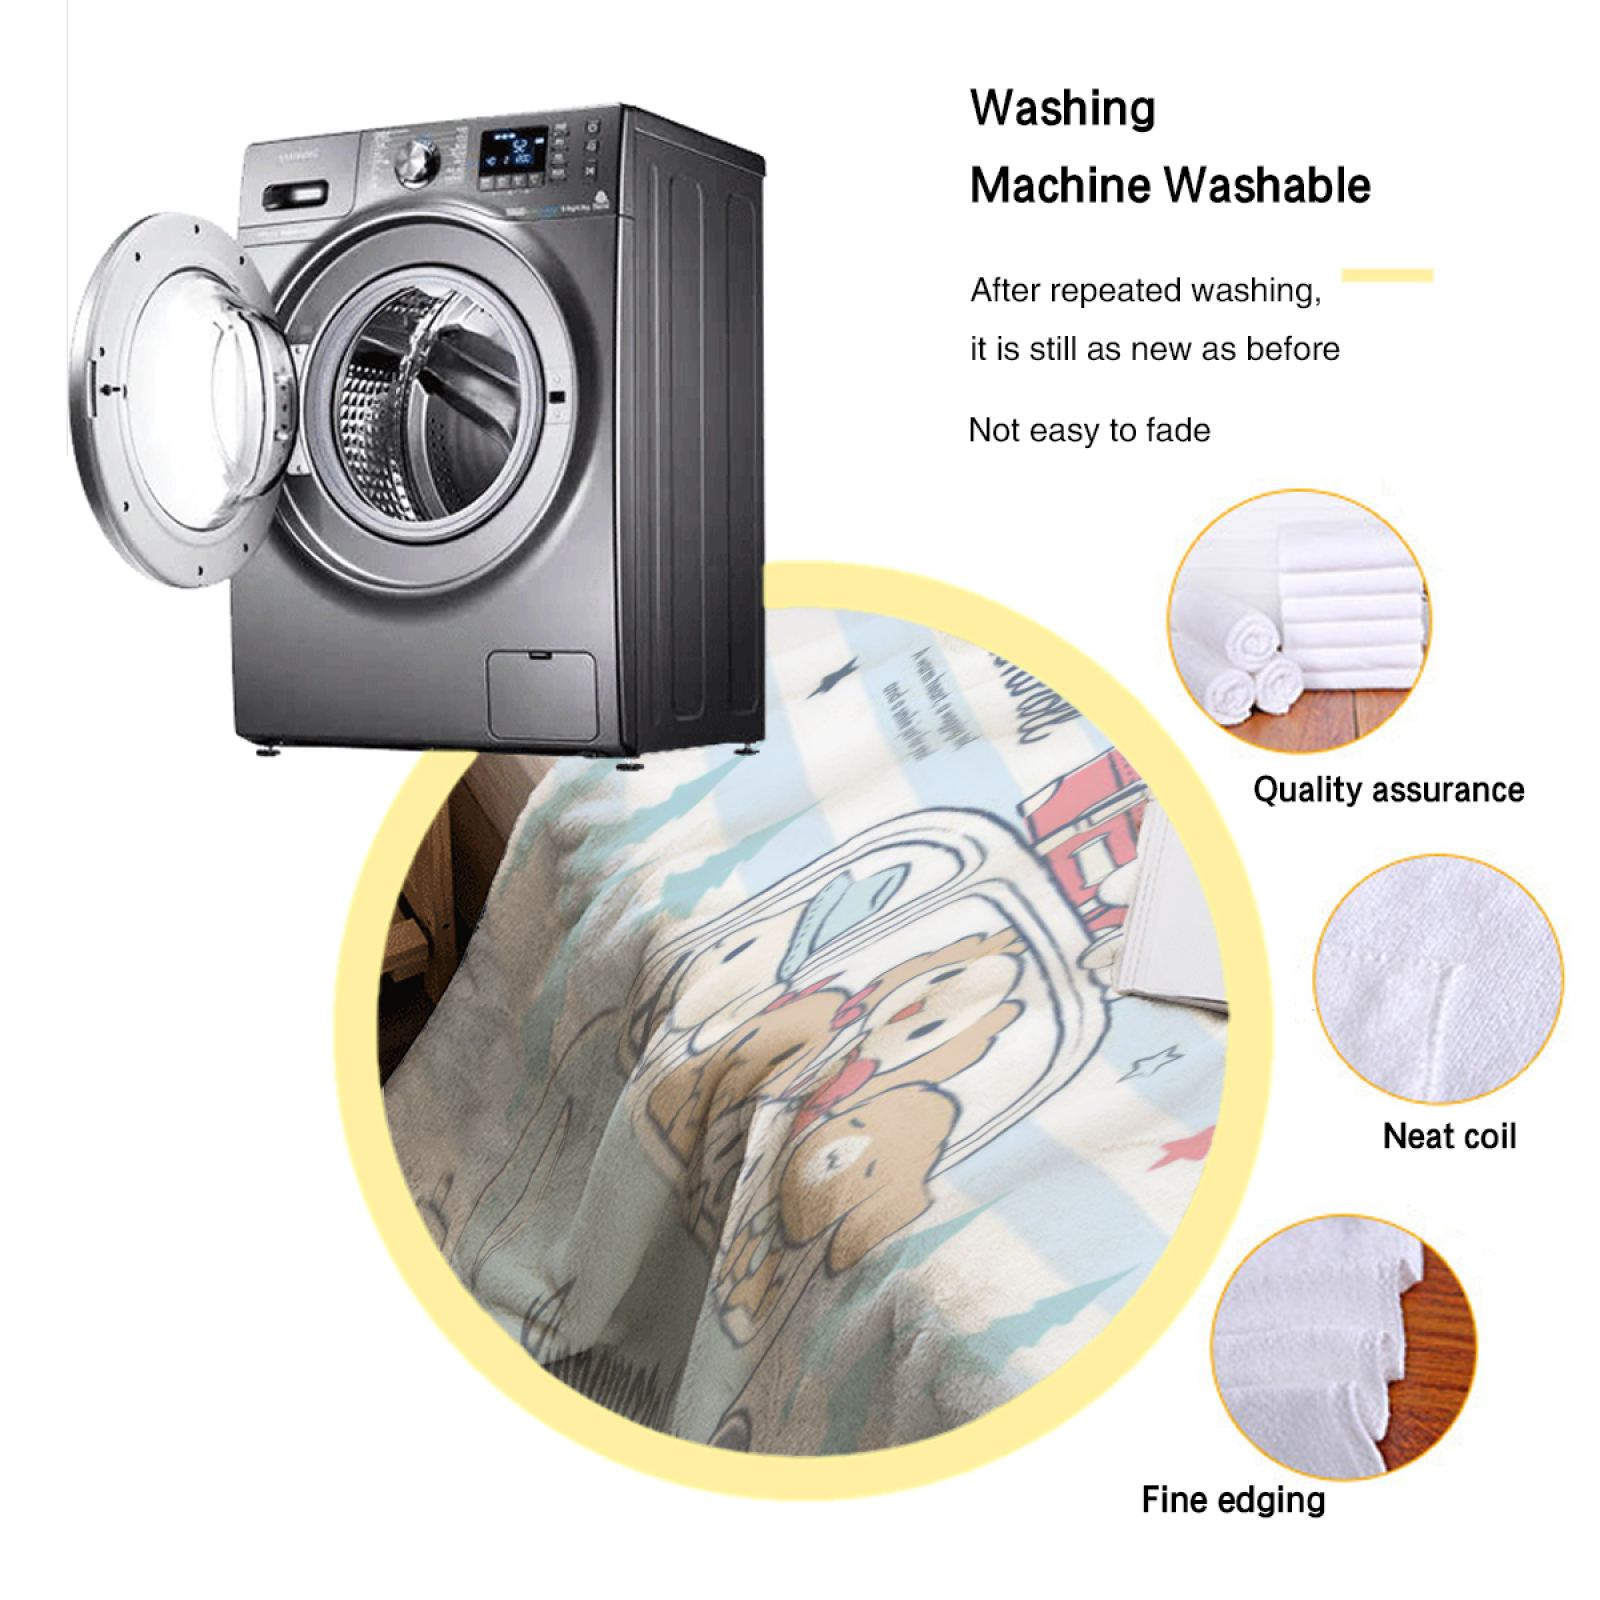 Washing
Machine Washable
After repeated washing,
it is still as new as before
Not easy to fade
Quality assurance
Neat coil
Fine edging